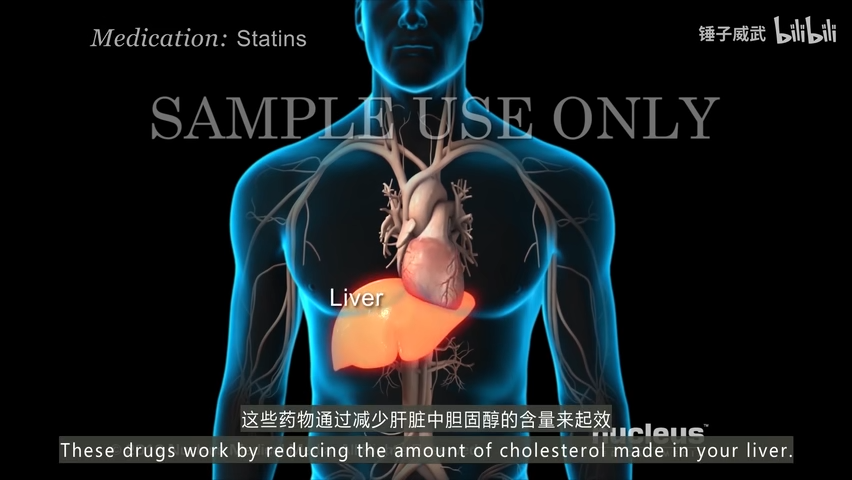 Medication: Statins
锤子威武 bilibili
SAMPLE USE ONLY
Liver
这些药物通过减少肝脏中胆固醇的含量来起效
nucleus™
These drugs work by reducing the amount of cholesterol made in your liver.